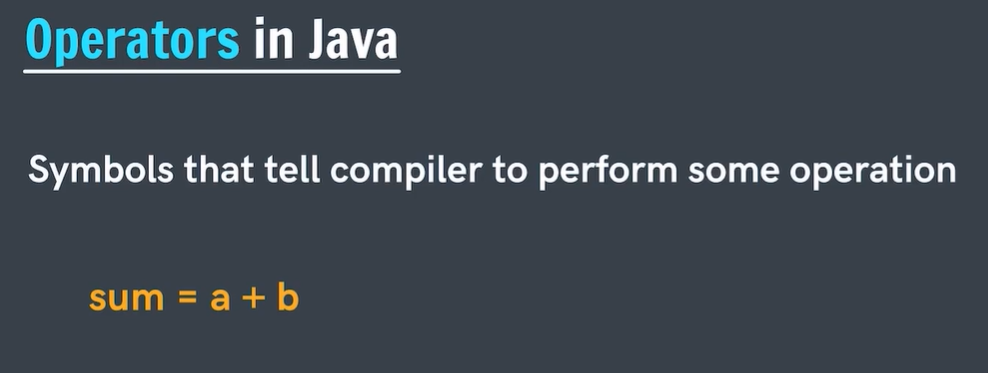 Operators in Java
Symbols that tell compiler to perform some operation
sum = a + b